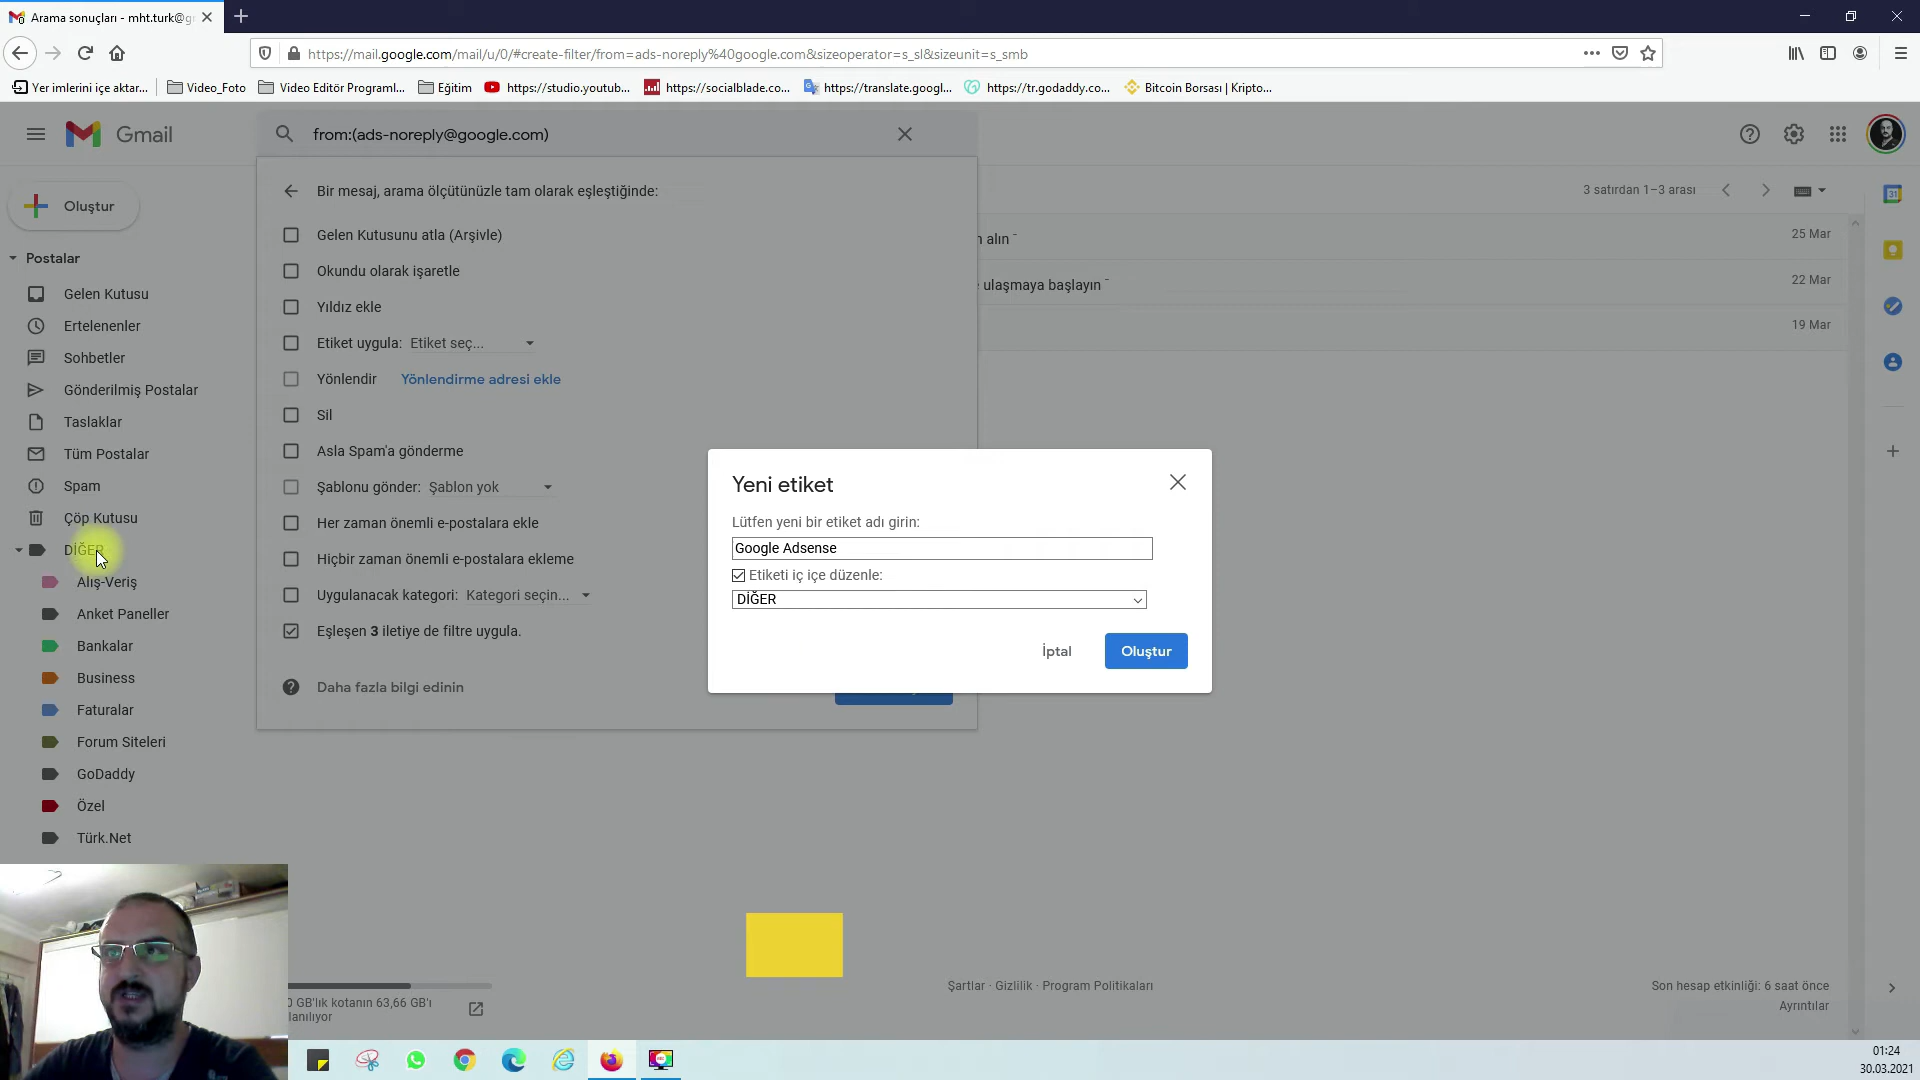 Arama sonuçları - mht.turk@g
https://mail.google.com/mail/u/0/#create-filter/from=ads-noreply%40google.com&sizeoperator=s_sl&sizeunit=s_smb
Yer imlerini içe aktar...
Video_Foto
Video Editör Programl...
Eğitim
https://studio.youtub...
https://socialblade.co...
https://translate.googl...
https://tr.godaddy.co...
Bitcoin Borsası | Kripto...
Gmail
from:(ads-noreply@google.com)
Oluştur
Postalar
Gelen Kutusu
Ertelenenler
Sohbetler
Gönderilmiş Postalar
Taslaklar
Tüm Postalar
Spam
Çöp Kutusu
DİĞER
Alış-Veriş
Anket Paneller
Bankalar
Business
Faturalar
Forum Siteleri
GoDaddy
Özel
Türk.Net
Bir mesaj, arama ölçütünüzle tam olarak eşleştiğinde:
Gelen Kutusunu atla (Arşivle)
Okundu olarak işaretle
Yıldız ekle
Etiket uygula: Etiket seç...
Yönlendir Yönlendirme adresi ekle
Sil
Asla Spam'a gönderme
Şablonu gönder: Şablon yok
Her zaman önemli e-postalara ekle
Hiçbir zaman önemli e-postalara ekleme
Uygulanacak kategori: Kategori seçin...
Eşleşen 3 iletiye de filtre uygula.
Daha fazla bilgi edinin
3 satırdan 1–3 arası
alın
25 Mar
ulaşmaya başlayın
22 Mar
19 Mar
31
Yeni etiket
Lütfen yeni bir etiket adı girin:
Google Adsense
Etiketi iç içe düzenle:
DİĞER
İptal
Oluştur
0 GB'lık kotanın 63,66 GB'ı
lanılıyor
Şartlar · Gizlilik · Program Politikaları
Son hesap etkinliği: 6 saat önce
Ayrıntılar
01:24
30.03.2021